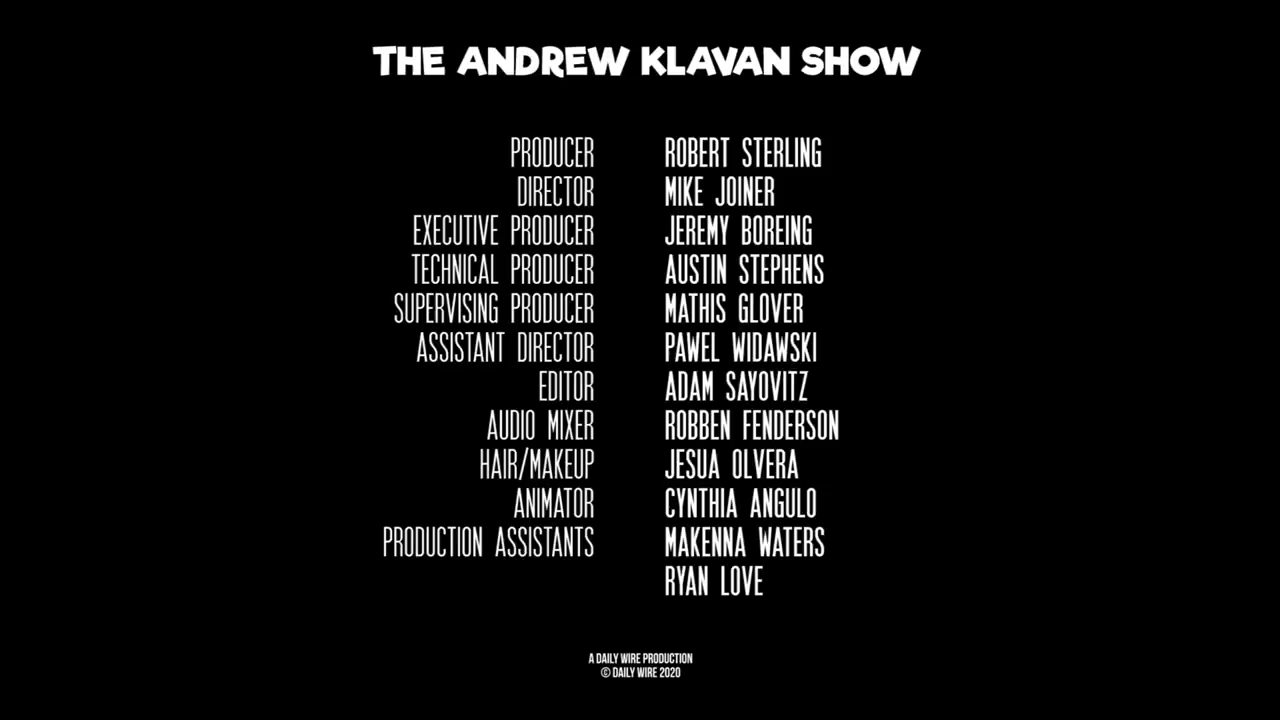 THE ANDREW KLAVAN SHOW
PRODUCER ROBERT STERLING
DIRECTOR MIKE JOINER
EXECUTIVE PRODUCER JEREMY BOREING
TECHNICAL PRODUCER AUSTIN STEPHENS
SUPERVISING PRODUCER MATHIS GLOVER
ASSISTANT DIRECTOR PAWEL WIDAWSKI
EDITOR ADAM SAYOVITZ
AUDIO MIXER ROBBEN FENDERSON
HAIR/MAKEUP JESUA OLVERA
ANIMATOR CYNTHIA ANGULO
PRODUCTION ASSISTANTS MAKENNA WATERS
RYAN LOVE
A DAILY WIRE PRODUCTION
© DAILY WIRE 2020